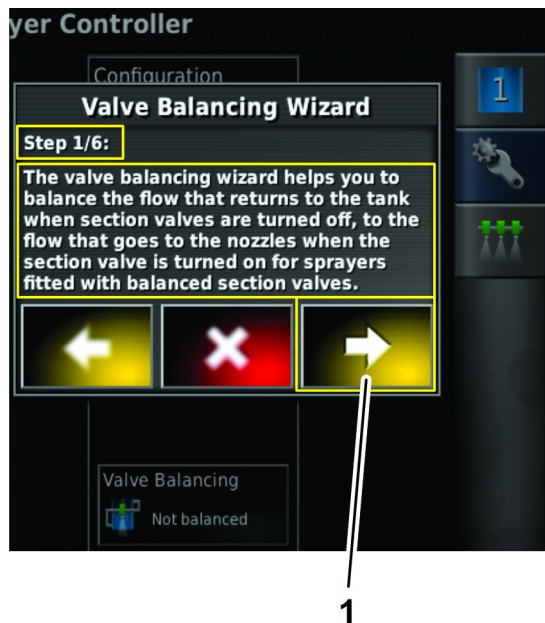 yer Controller
Configuration
1
Valve Balancing Wizard
Step 1/6:
The valve balancing wizard helps you to
balance the flow that returns to the tank
when section valves are turned off, to the
flow that goes to the nozzles when the
section valve is turned on for sprayers
fitted with balanced section valves.
Valve Balancing
Not balanced
1